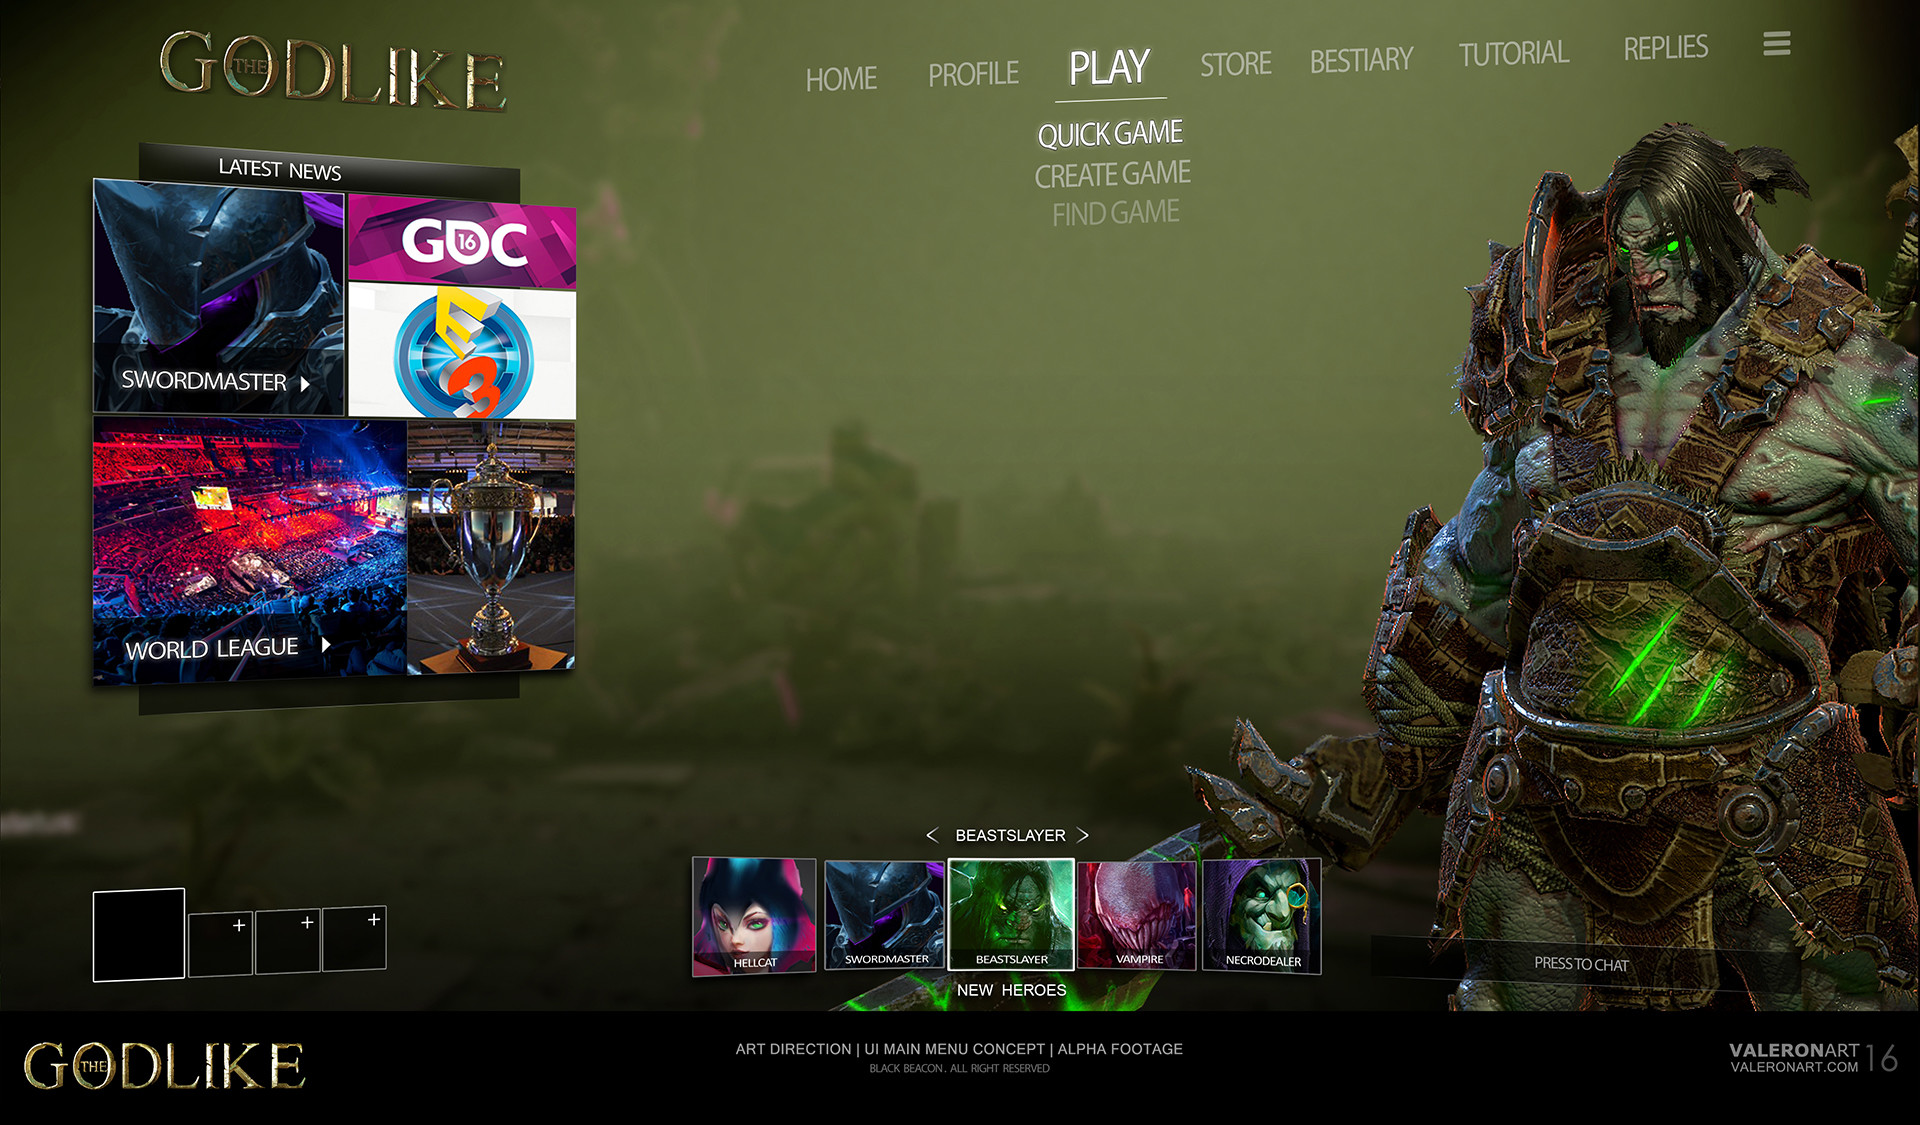 THE GODLIKE
HOME PROFILE PLAY STORE BESTIARY TUTORIAL REPLIES
QUICK GAME
CREATE GAME
FIND GAME
LATEST NEWS
GDC 16
E3
SWORDMASTER
WORLD LEAGUE
< BEASTSLAYER >
HELLCAT SWORDMASTER BEASTSLAYER VAMPIRE NECRODEALER
NEW HEROES
PRESS TO CHAT
THE GODLIKE
ART DIRECTION | UI MAIN MENU CONCEPT | ALPHA FOOTAGE
BLACK BEACON. ALL RIGHT RESERVED
VALERONART 16
VALERONART.COM